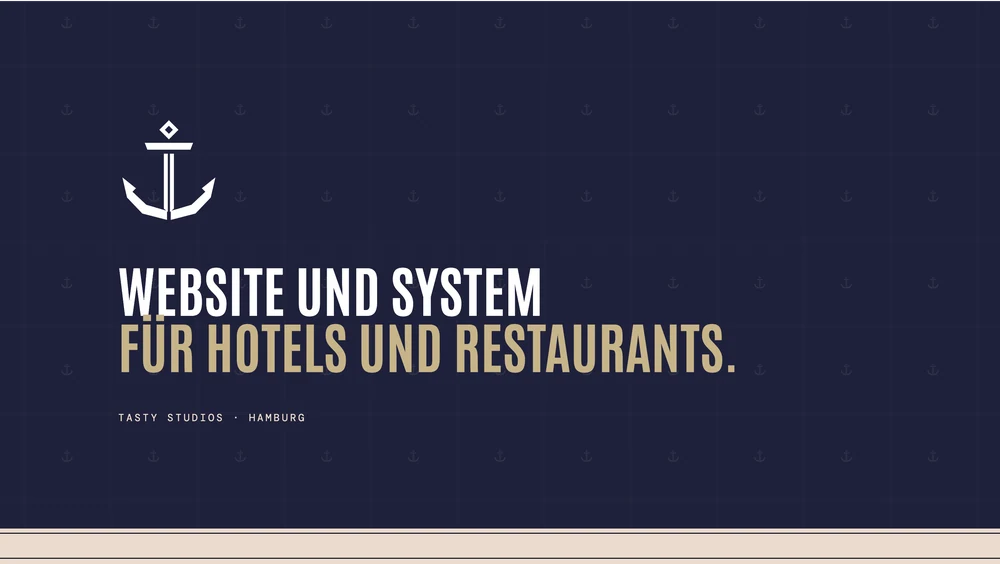 WEBSITE UND SYSTEM
FÜR HOTELS UND RESTAURANTS.
TASTY STUDIOS · HAMBURG